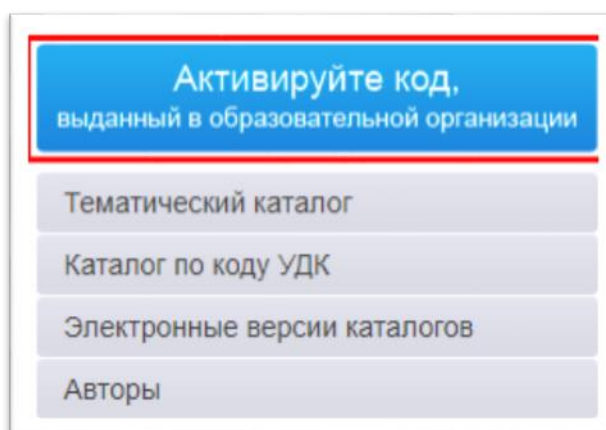 Активируйте код,
выданный в образовательной организации
Тематический каталог
Каталог по коду УДК
Электронные версии каталогов
Авторы